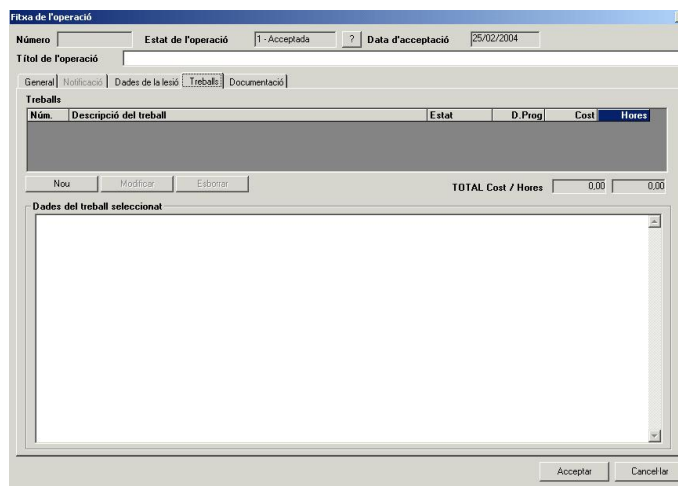 Fitxa de l'operació
Número Estat de l'operació 1 - Acceptada ? Data d'acceptació 25/02/2004
Títol de l'operació
General Notificació Dades de la lesió Treballs Documentació
Treballs
Núm. Descripció del treball Estat D.Prog Cost Hores
Nou Modificar Esborrar TOTAL Cost / Hores 0,00 0,00
Dades del treball seleccionat
Acceptar Cancel·lar